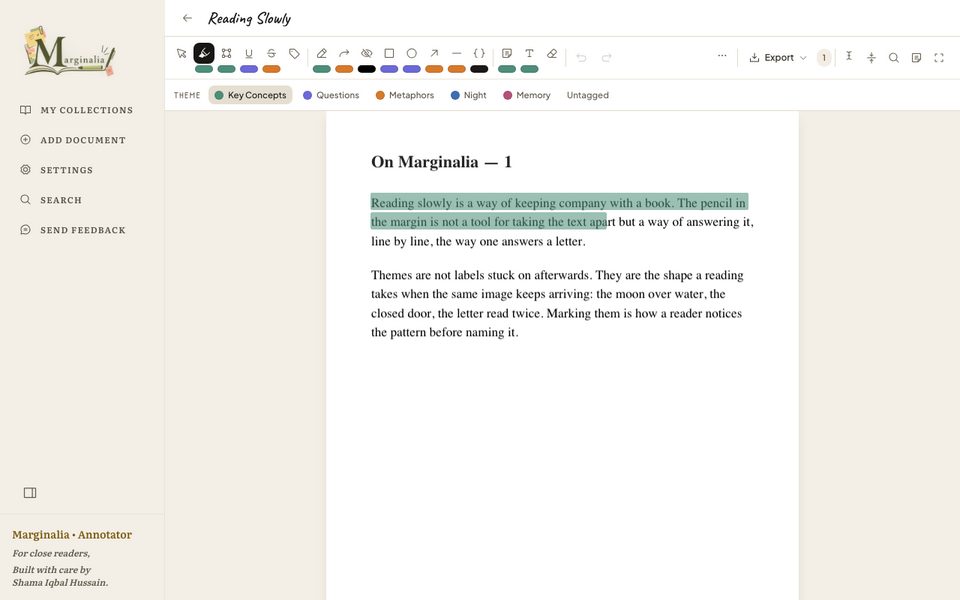 Marginalia
MY COLLECTIONS
ADD DOCUMENT
SETTINGS
SEARCH
SEND FEEDBACK
Marginalia • Annotator
For close readers,
Built with care by
Shama Iqbal Hussain.
Reading Slowly
Export
1
THEME
Key Concepts
Questions
Metaphors
Night
Memory
Untagged
On Marginalia — 1
Reading slowly is a way of keeping company with a book. The pencil in
the margin is not a tool for taking the text apart but a way of answering it,
line by line, the way one answers a letter.
Themes are not labels stuck on afterwards. They are the shape a reading
takes when the same image keeps arriving: the moon over water, the
closed door, the letter read twice. Marking them is how a reader notices
the pattern before naming it.